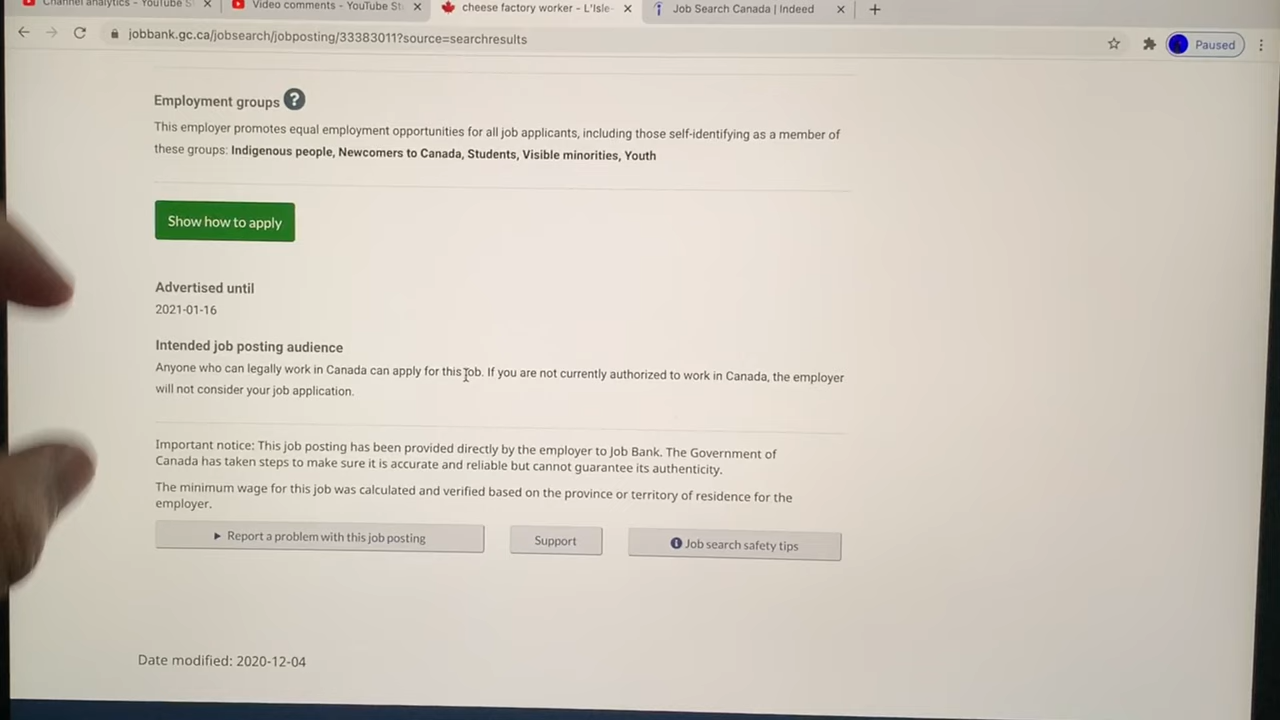 Channel analytics - YouTube S
Video comments - YouTube St
cheese factory worker - L'Isle-
Job Search Canada | Indeed
jobbank.gc.ca/jobsearch/jobposting/33383011?source=searchresults
Paused
Employment groups ?
This employer promotes equal employment opportunities for all job applicants, including those self-identifying as a member of
these groups: Indigenous people, Newcomers to Canada, Students, Visible minorities, Youth
Show how to apply
Advertised until
2021-01-16
Intended job posting audience
Anyone who can legally work in Canada can apply for this job. If you are not currently authorized to work in Canada, the employer
will not consider your job application.
Important notice: This job posting has been provided directly by the employer to Job Bank. The Government of
Canada has taken steps to make sure it is accurate and reliable but cannot guarantee its authenticity.
The minimum wage for this job was calculated and verified based on the province or territory of residence for the
employer.
Report a problem with this job posting
Support
Job search safety tips
Date modified: 2020-12-04